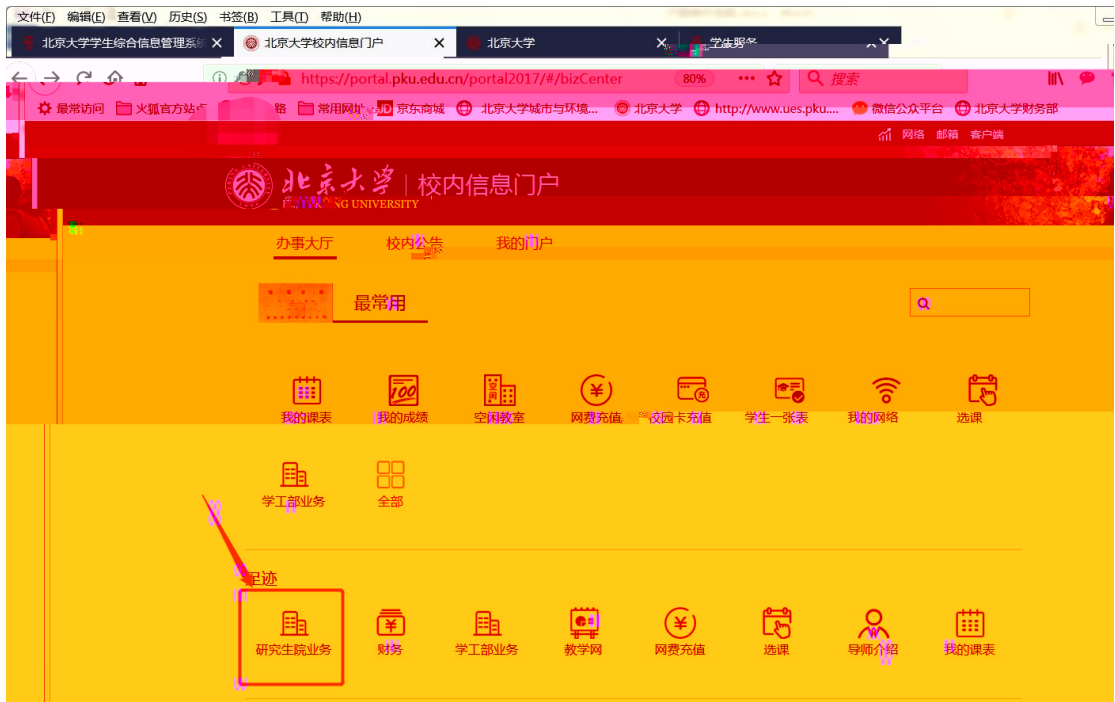 文件(F) 编辑(E) 查看(V) 历史(S) 书签(B) 工具(T) 帮助(H)
北京大学学生综合信息管理系统 北京大学校内信息门户 北京大学
https://portal.pku.edu.cn/portal2017/#/bizCenter 80% 搜索
最常访问 火狐官方站点 常用网址 JD 京东商城 北京大学城市与环境... 北京大学 http://www.ues.pku.... 微信公众平台 北京大学财务部
网络 邮箱 客户端
北京大学 校内信息门户
UNIVERSITY
办事大厅 校内公告 我的门户
最常用
我的课表 我的成绩 空闲教室 网费充值 校园卡充值 学生一张表 我的网络 选课
学工部业务 全部
足迹
研究生院业务 财务 学工部业务 教学网 网费充值 选课 导师介绍 我的课表